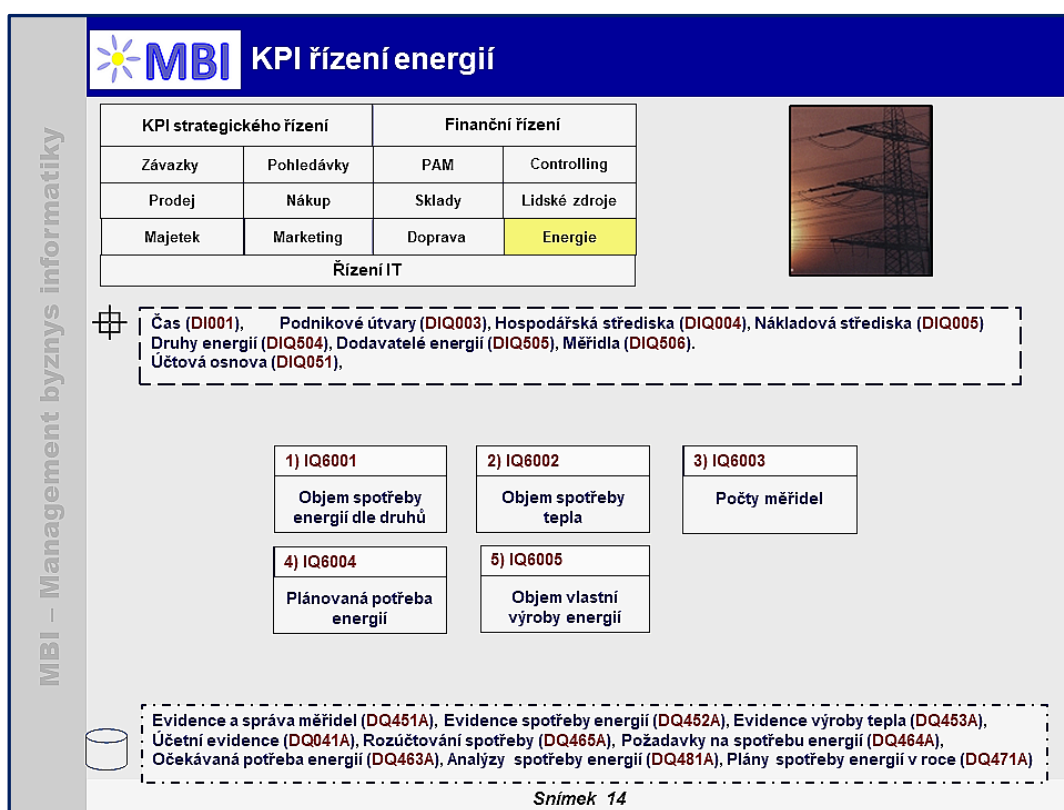 MBI KPI řízení energií
MBI – Management byznys informatiky
KPI strategického řízení Finanční řízení
Závazky Pohledávky PAM Controlling
Prodej Nákup Sklady Lidské zdroje
Majetek Marketing Doprava Energie
Řízení IT
Čas (DI001), Podnikové útvary (DIQ003), Hospodářská střediska (DIQ004), Nákladová střediska (DIQ005)
Druhy energií (DIQ504), Dodavatelé energií (DIQ505), Měřidla (DIQ506).
Účtová osnova (DIQ051),
1) IQ6001
Objem spotřeby
energií dle druhů
2) IQ6002
Objem spotřeby
tepla
3) IQ6003
Počty měřidel
4) IQ6004
Plánovaná potřeba
energií
5) IQ6005
Objem vlastní
výroby energií
Evidence a správa měřidel (DQ451A), Evidence spotřeby energií (DQ452A), Evidence výroby tepla (DQ453A),
Účetní evidence (DQ041A), Rozúčtování spotřeby (DQ465A), Požadavky na spotřebu energií (DQ464A),
Očekávaná potřeba energií (DQ463A), Analýzy spotřeby energií (DQ481A), Plány spotřeby energií v roce (DQ471A)
Snímek 14